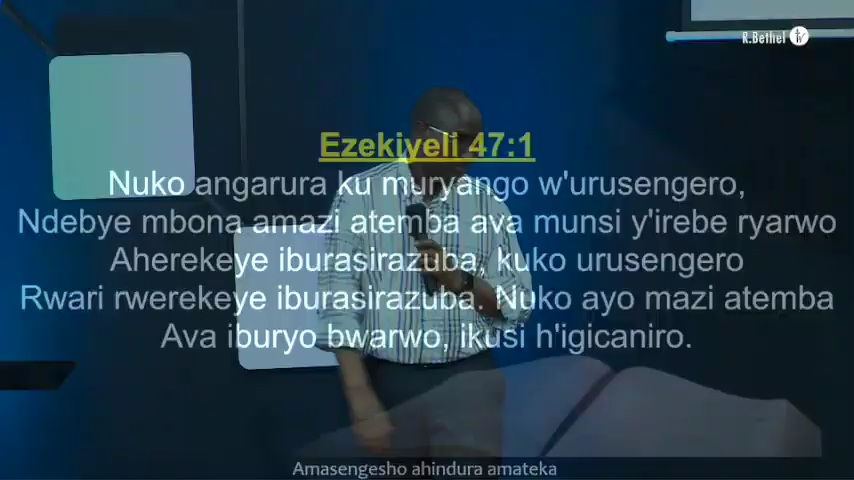 R.Bethel tv
Ezekiyeli 47:1
Nuko angarura ku muryango w'urusengero,
Ndebye mbona amazi atemba ava munsi y'irebe ryarwo
Aherekeye iburasirazuba, kuko urusengero
Rwari rwerekeye iburasirazuba. Nuko ayo mazi atemba
Ava iburyo bwarwo, ikusi h'igicaniro.
Amasengesho ahindura amateka